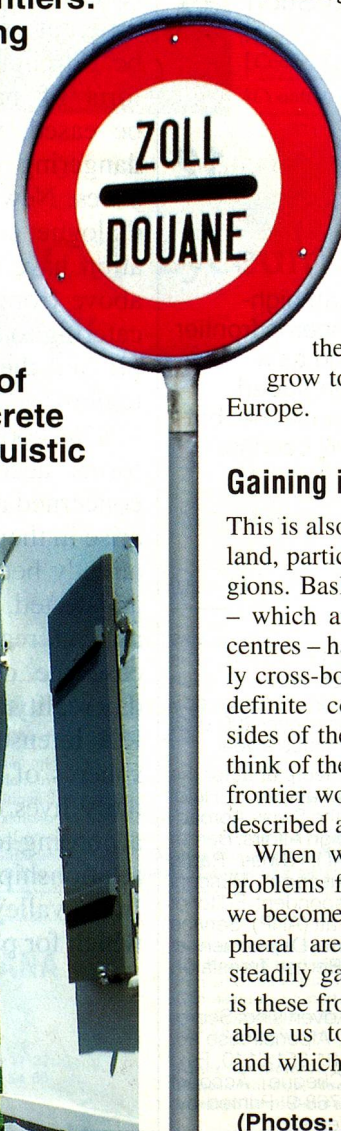 ntiers.
ng
ZOLL
DOUANE
of
crete
uistic
the
grow to
Europe.
Gaining i
This is also
land, partic
gions. Basl
– which a
centres – ha
ly cross-bo
definite co
sides of the
think of the
frontier wo
described a
When w
problems f
we become
pheral are
steadily ga
is these fro
able us to
and which
(Photos: